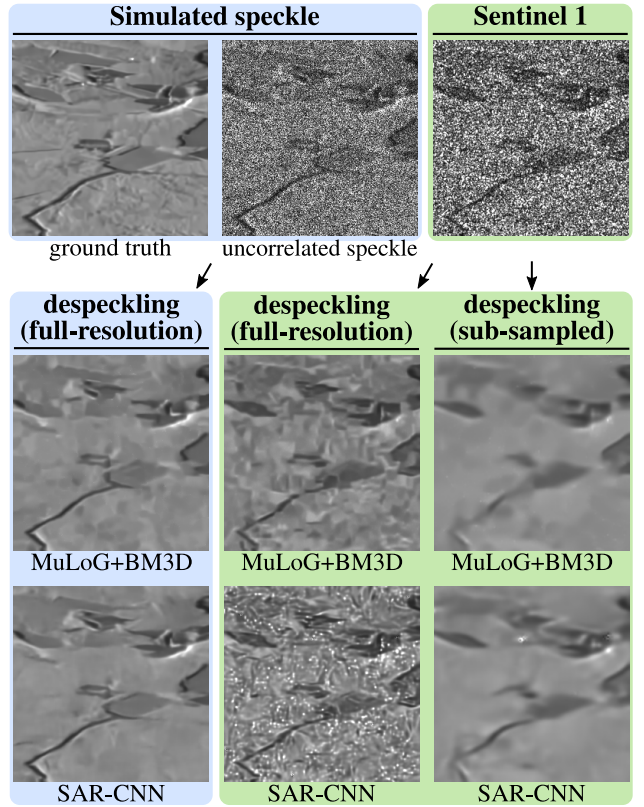 Simulated speckle
Sentinel 1
ground truth
uncorrelated speckle
despeckling
(full-resolution)
despeckling
(full-resolution)
despeckling
(sub-sampled)
MuLoG+BM3D
MuLoG+BM3D
MuLoG+BM3D
SAR-CNN
SAR-CNN
SAR-CNN